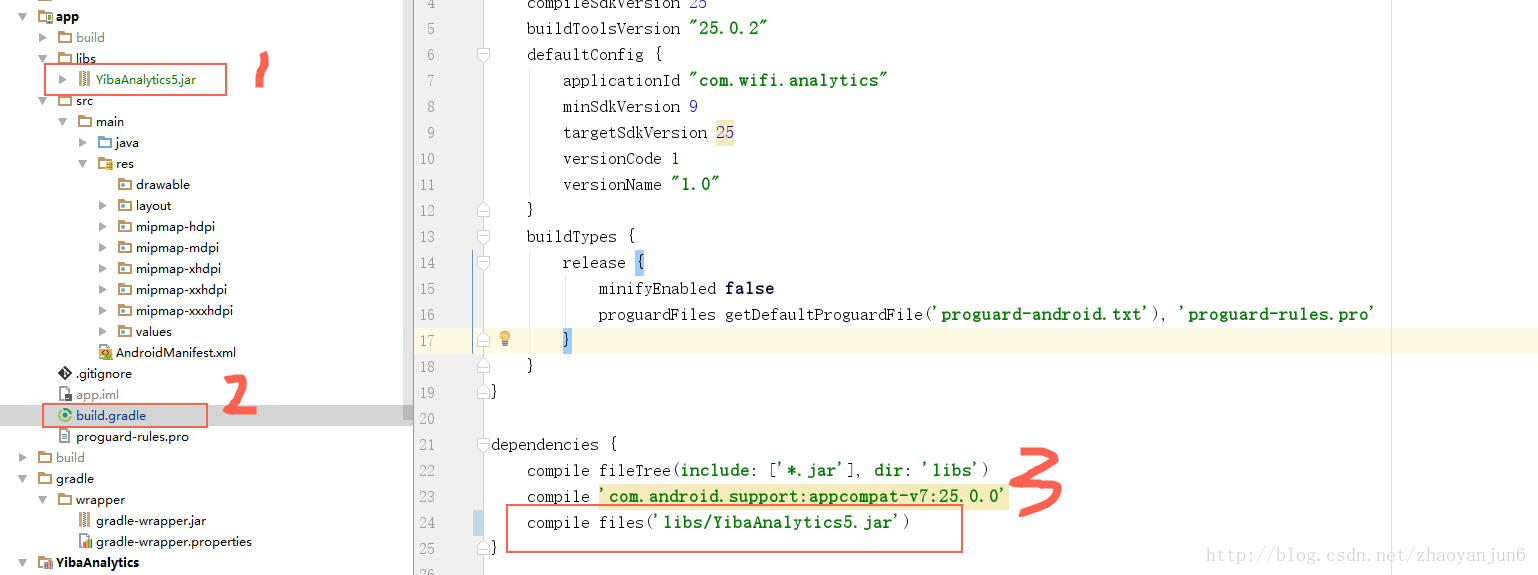 app
build
libs
YibaAnalytics5.jar
1
src
main
java
res
drawable
layout
mipmap-hdpi
mipmap-mdpi
mipmap-xhdpi
mipmap-xxhdpi
mipmap-xxxhdpi
values
AndroidManifest.xml
.gitignore
app.iml
build.gradle
2
proguard-rules.pro
build
gradle
wrapper
gradle-wrapper.jar
gradle-wrapper.properties
YibaAnalytics
4 compileSdkVersion 25
5 buildToolsVersion "25.0.2"
6 defaultConfig {
7 applicationId "com.wifi.analytics"
8 minSdkVersion 9
9 targetSdkVersion 25
10 versionCode 1
11 versionName "1.0"
12 }
13 buildTypes {
14 release {
15 minifyEnabled false
16 proguardFiles getDefaultProguardFile('proguard-android.txt'), 'proguard-rules.pro'
17 }
18 }
19 }
20
21 dependencies {
22 compile fileTree(include: ['*.jar'], dir: 'libs')
23 compile 'com.android.support:appcompat-v7:25.0.0'
3
24 compile files('libs/YibaAnalytics5.jar')
25 }
26
http://blog.csdn.net/zhaoyanjun6